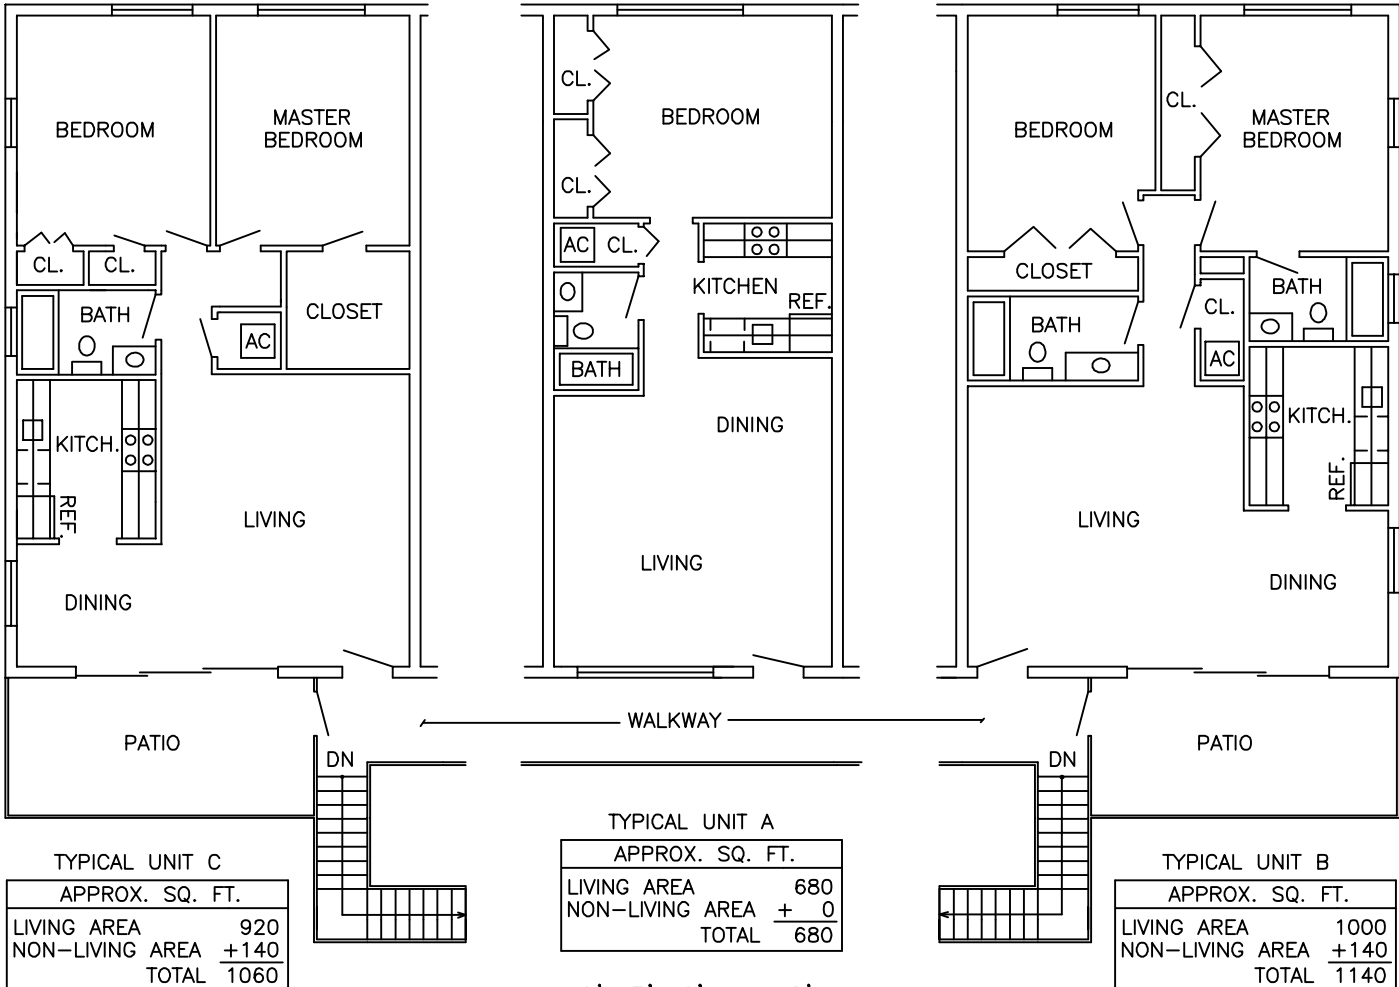 BEDROOM
MASTER
BEDROOM
CL.
CL.
BATH
CLOSET
AC
KITCH.
REF.
LIVING
DINING
PATIO
DN
CL.
BEDROOM
CL.
AC
CL.
KITCHEN
REF.
BATH
DINING
LIVING
WALKWAY
BEDROOM
CL.
MASTER
BEDROOM
CLOSET
BATH
CL.
BATH
AC
KITCH.
REF.
LIVING
DINING
DN
PATIO
TYPICAL UNIT C
APPROX. SQ. FT.
LIVING AREA 920
NON-LIVING AREA +140
TOTAL 1060
TYPICAL UNIT A
APPROX. SQ. FT.
LIVING AREA 680
NON-LIVING AREA + 0
TOTAL 680
TYPICAL UNIT B
APPROX. SQ. FT.
LIVING AREA 1000
NON-LIVING AREA +140
TOTAL 1140